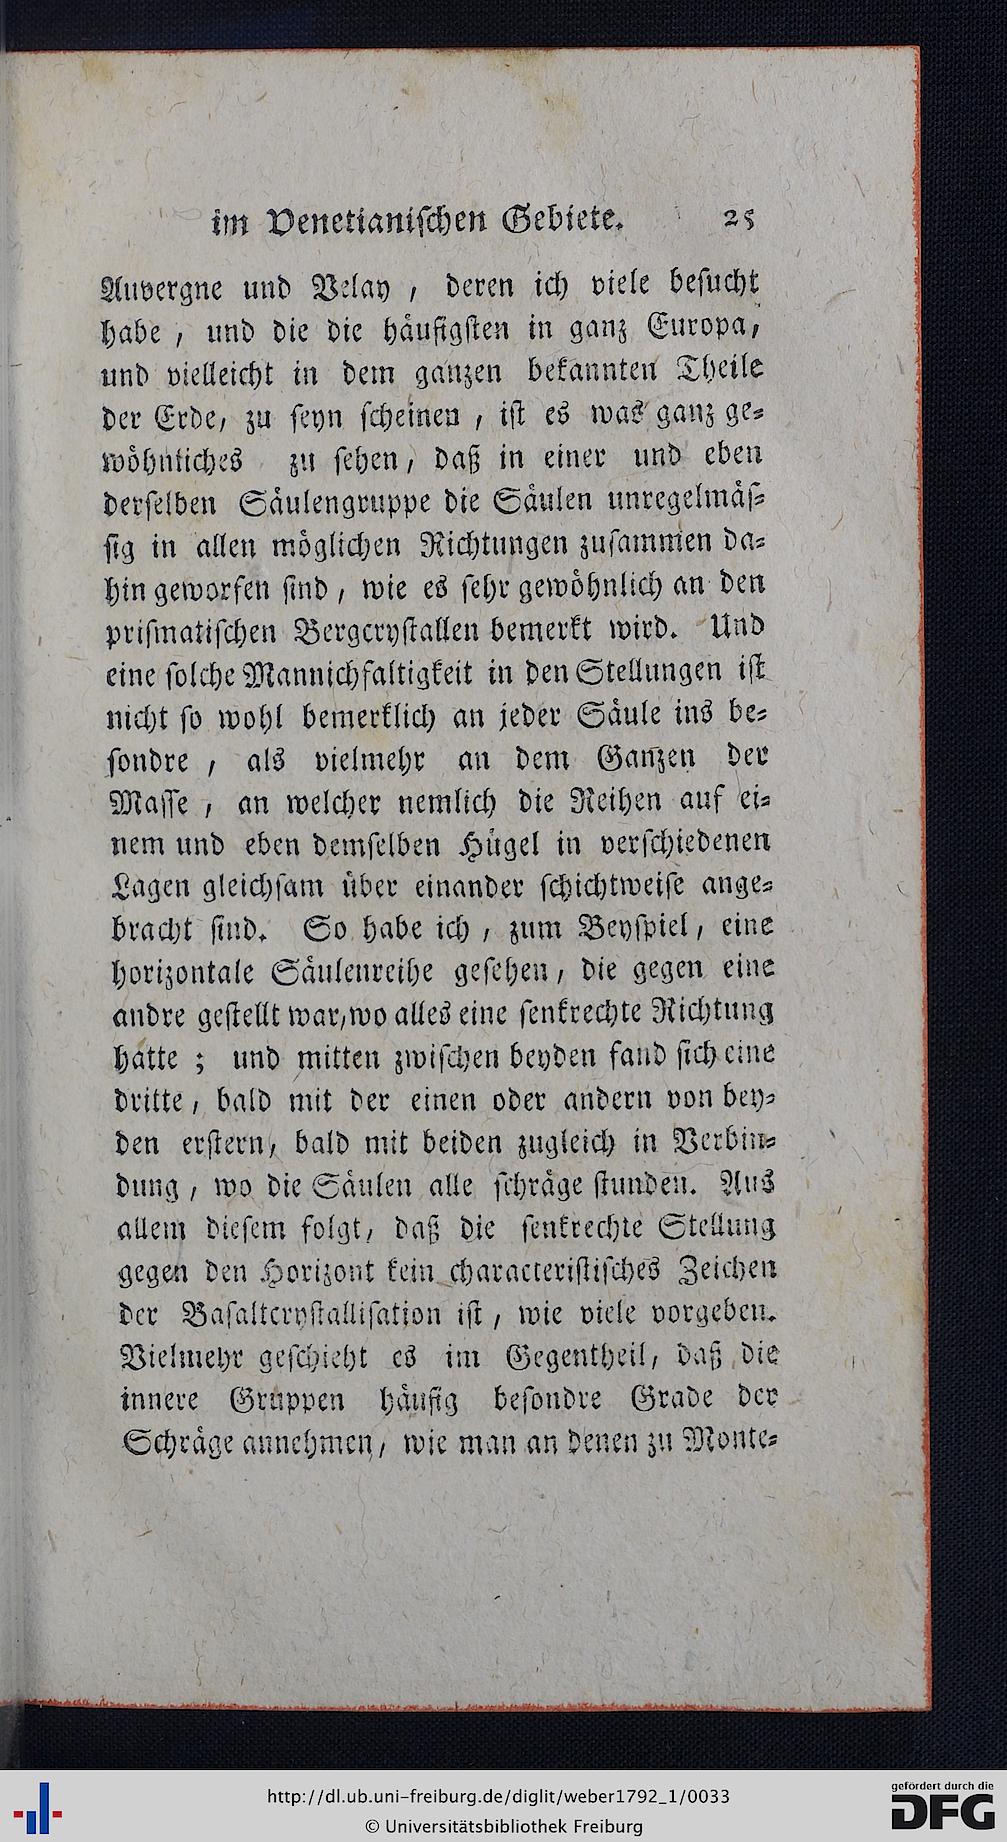 im Venetianischen Gebiete. 25
Auvergne und Velay, deren ich viele besucht
habe, und die die häufigsten in ganz Europa,
und vielleicht in dem ganzen bekannten Theile
der Erde, zu seyn scheinen, ist es was ganz ge-
wöhnliches zu sehen, daß in einer und eben
derselben Säulengruppe die Säulen unregelmäs-
sig in allen möglichen Richtungen zusammen da-
hin geworfen sind, wie es sehr gewöhnlich an den
prismatischen Bergcrystallen bemerkt wird. Und
eine solche Mannichfaltigkeit in den Stellungen ist
nicht so wohl bemerklich an jeder Säule ins be-
sondre, als vielmehr an dem Ganzen der
Masse, an welcher nemlich die Reihen auf ei-
nem und eben demselben Hügel in verschiedenen
Lagen gleichsam über einander schichtweise ange-
bracht sind. So habe ich, zum Beyspiel, eine
horizontale Säulenreihe gesehen, die gegen eine
andre gestellt war, wo alles eine senkrechte Richtung
hatte; und mitten zwischen beyden fand sich eine
dritte, bald mit der einen oder andern von bey-
den erstern, bald mit beiden zugleich in Verbin-
dung, wo die Säulen alle schräge stunden. Aus
allem diesem folgt, daß die senkrechte Stellung
gegen den Horizont kein characteristisches Zeichen
der Basaltcrystallisation ist, wie viele vorgeben.
Vielmehr geschieht es im Gegentheil, daß die
innere Gruppen häufig besondre Grade der
Schräge annehmen, wie man an denen zu Monte-
http://dl.ub.uni-freiburg.de/diglit/weber1792_1/0033
© Universitätsbibliothek Freiburg
gefördert durch die
DFG